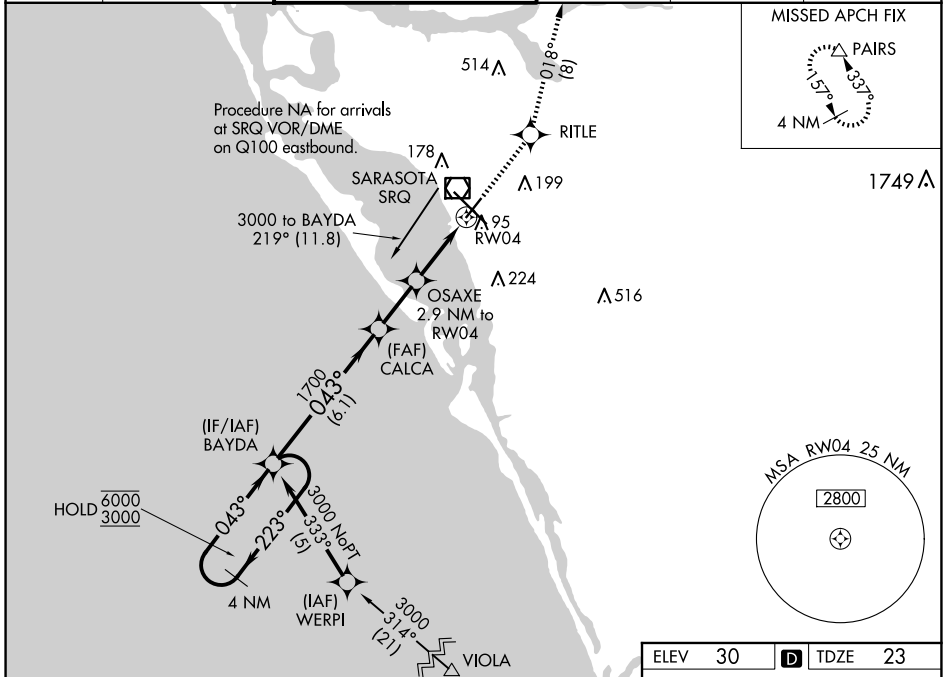 MISSED APCH FIX
PAIRS
157°
337°
4 NM
514
018°
(8)
Procedure NA for arrivals
at SRQ VOR/DME
on Q100 eastbound.
RITLE
178
SARASOTA
SRQ
199
1749
3000 to BAYDA
219° (11.8)
95
RW04
OSAXE
2.9 NM to
RW04
224
516
(FAF)
CALCA
1700
043°
(6.1)
(IF/IAF)
BAYDA
HOLD 6000
3000
043°
223°
3000 NoPT
333°
(5)
4 NM
(IAF)
WERPI
3000
314°
(21)
VIOLA
MSA RW04 25 NM
2800
ELEV 30 D TDZE 23